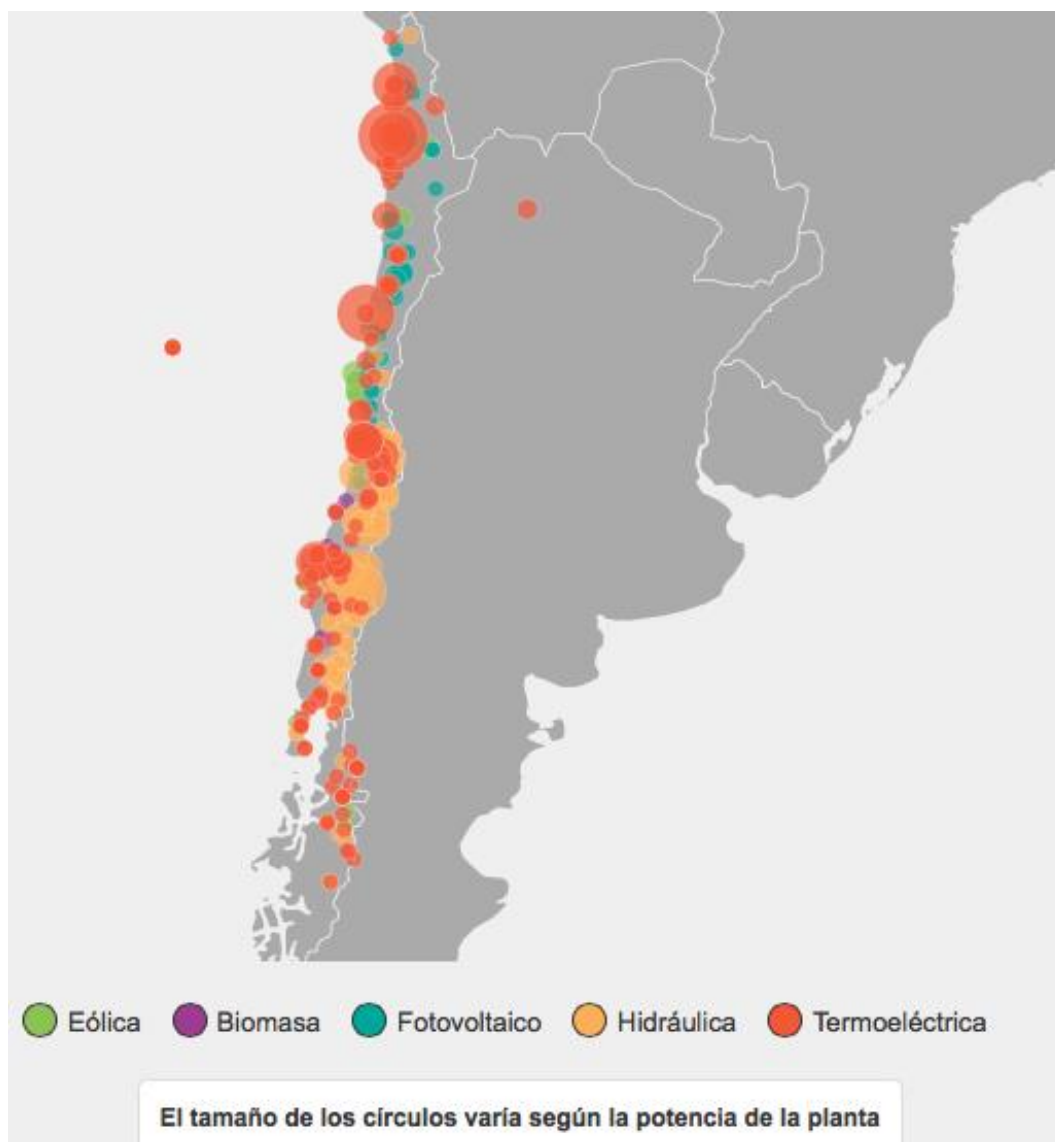 Eólica Biomasa Fotovoltaico Hidráulica Termoeléctrica
El tamaño de los círculos varía según la potencia de la planta